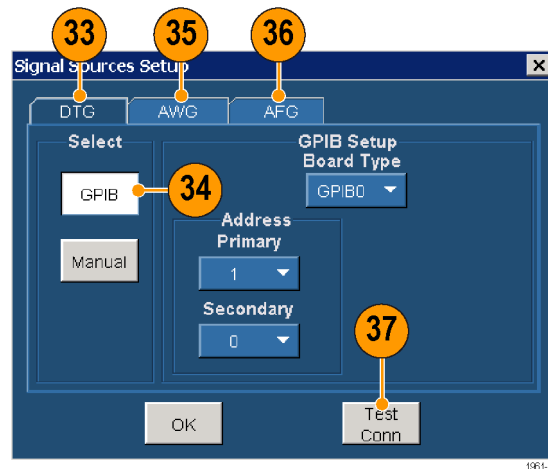 33
35
36
Signal Sources Setup
DTG
AWG
AFG
Select
GPIB Setup
Board Type
GPIB
34
GPIB0
Address
Primary
Manual
1
Secondary
0
37
OK
Test
Conn
1961-